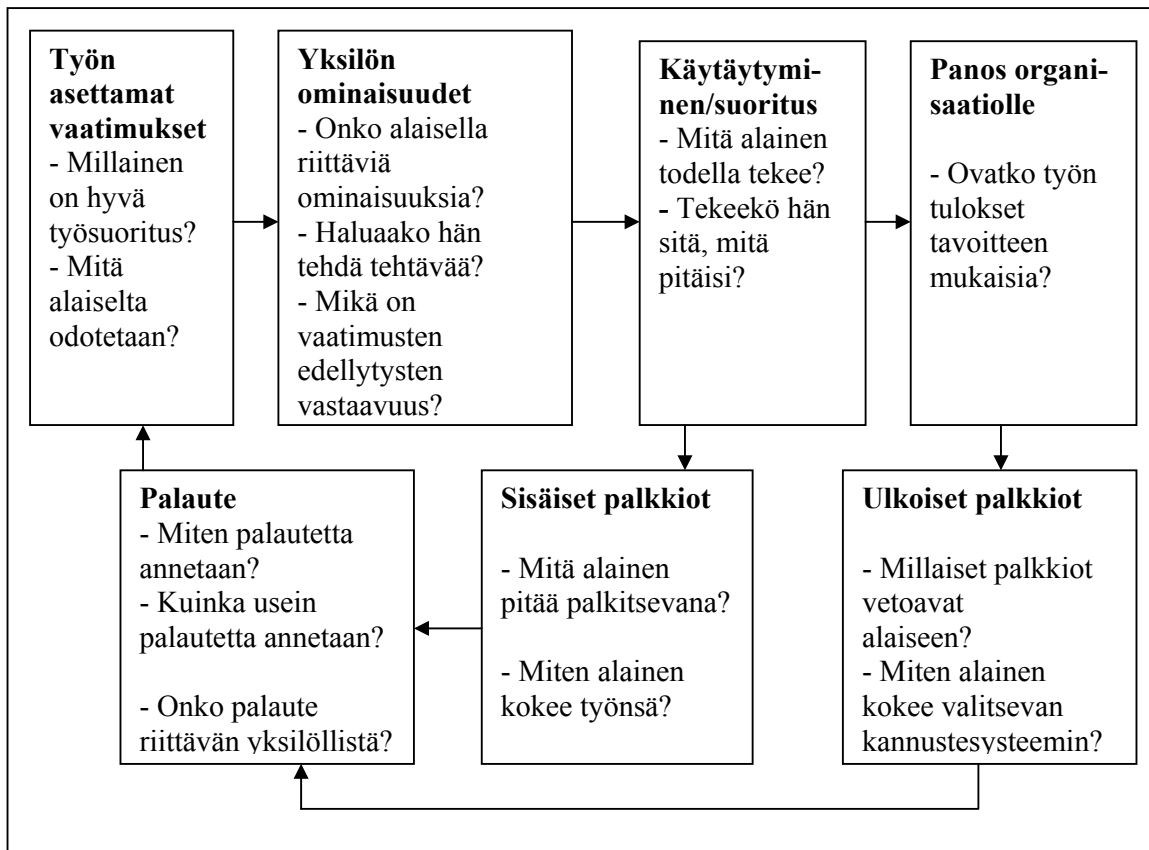 Työn
asettamat
vaatimukset
- Millainen
on hyvä
työsuoritus?
- Mitä
alaiselta
odotetaan?
Yksilön
ominaisuudet
- Onko alaisella
riittäviä
ominaisuuksia?
- Haluaako hän
tehdä tehtävää?
- Mikä on
vaatimusten
edellytysten
vastaavuus?
Käytäytymi-
nen/suoritus
- Mitä alainen
todella tekee?
- Tekeekö hän
sitä, mitä
pitäisi?
Panos organi-
saatiolle
- Ovatko työn
tulokset
tavoitteen
mukaisia?
Palaute
- Miten palautetta
annetaan?
- Kuinka usein
palautetta annetaan?
- Onko palaute
riittävän yksilöllistä?
Sisäiset palkkiot
- Mitä alainen
pitää palkitsevana?
- Miten alainen
kokee työnsä?
Ulkoiset palkkiot
- Millaiset palkkiot
vetoavat
alaiseen?
- Miten alainen
kokee valitsevan
kannustesysteemin?